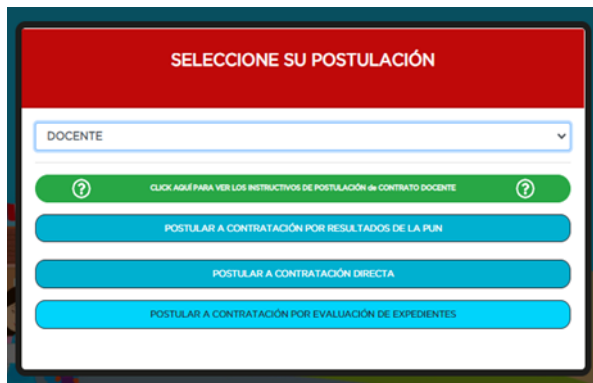 SELECCIONE SU POSTULACIÓN
DOCENTE
CLICK AQUÍ PARA VER LOS INSTRUCTIVOS DE POSTULACIÓN de CONTRATO DOCENTE
POSTULAR A CONTRATACIÓN POR RESULTADOS DE LA PUN
POSTULAR A CONTRATACIÓN DIRECTA
POSTULAR A CONTRATACIÓN POR EVALUACIÓN DE EXPEDIENTES